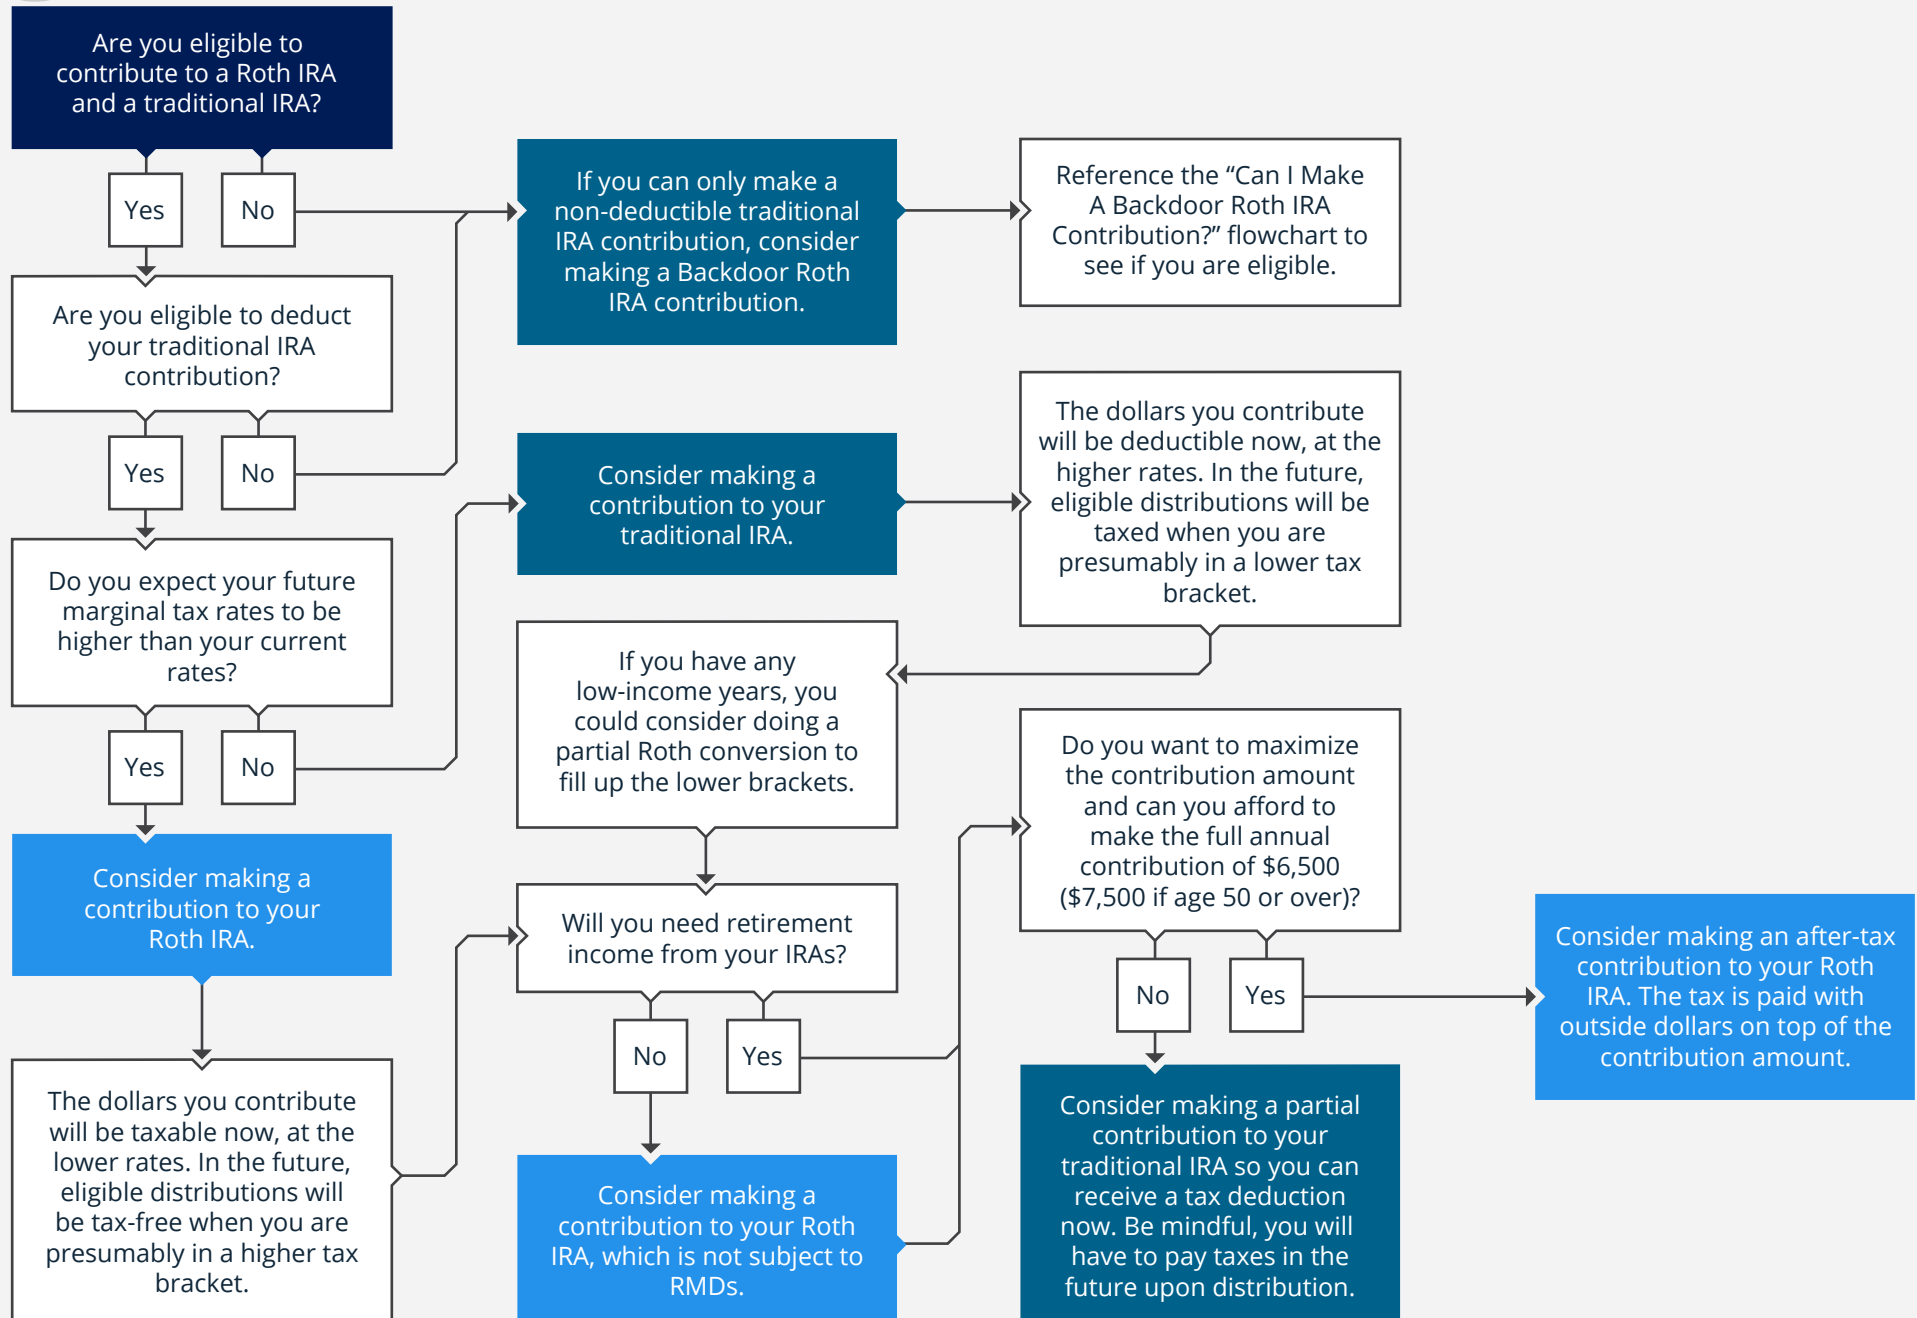 Are you eligible to
contribute to a Roth IRA
and a traditional IRA?
Yes
No
If you can only make a
non-deductible traditional
IRA contribution, consider
making a Backdoor Roth
IRA contribution.
Reference the “Can I Make
A Backdoor Roth IRA
Contribution?” flowchart to
see if you are eligible.
Are you eligible to deduct
your traditional IRA
contribution?
Yes
No
Consider making a
contribution to your
traditional IRA.
The dollars you contribute
will be deductible now, at the
higher rates. In the future,
eligible distributions will be
taxed when you are
presumably in a lower tax
bracket.
Do you expect your future
marginal tax rates to be
higher than your current
rates?
Yes
No
If you have any
low-income years, you
could consider doing a
partial Roth conversion to
fill up the lower brackets.
Do you want to maximize
the contribution amount
and can you afford to
make the full annual
contribution of $6,500
($7,500 if age 50 or over)?
No
Yes
Consider making a
contribution to your
Roth IRA.
Will you need retirement
income from your IRAs?
No
Yes
Consider making an after-tax
contribution to your Roth
IRA. The tax is paid with
outside dollars on top of the
contribution amount.
The dollars you contribute
will be taxable now, at the
lower rates. In the future,
eligible distributions will
be tax-free when you are
presumably in a higher tax
bracket.
Consider making a
contribution to your Roth
IRA, which is not subject to
RMDs.
Consider making a partial
contribution to your
traditional IRA so you can
receive a tax deduction
now. Be mindful, you will
have to pay taxes in the
future upon distribution.